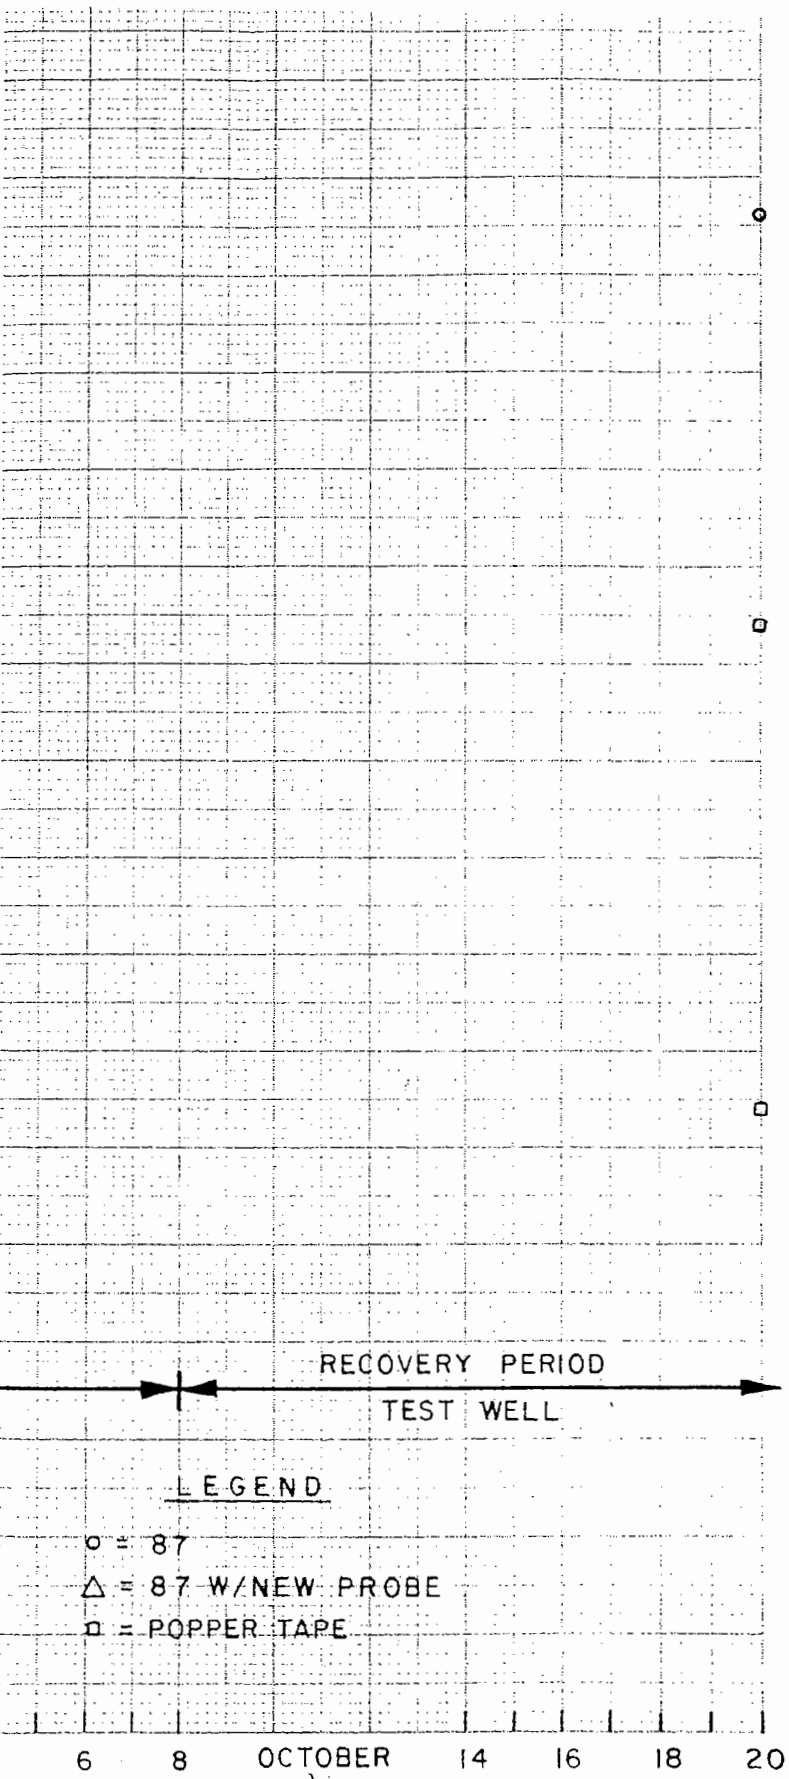 RECOVERY PERIOD
TEST WELL
LEGEND
○ = 87
△ = 87 W/NEW PROBE
□ = POPPER TAPE
6 8 OCTOBER 14 16 18 20